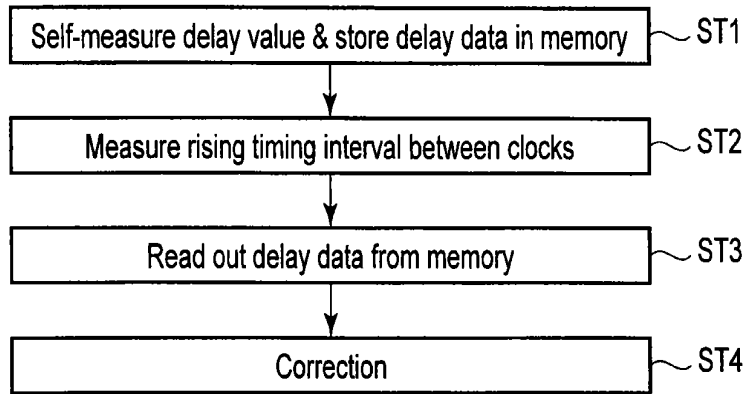 Self-measure delay value & store delay data in memory ST1
Measure rising timing interval between clocks ST2
Read out delay data from memory ST3
Correction ST4